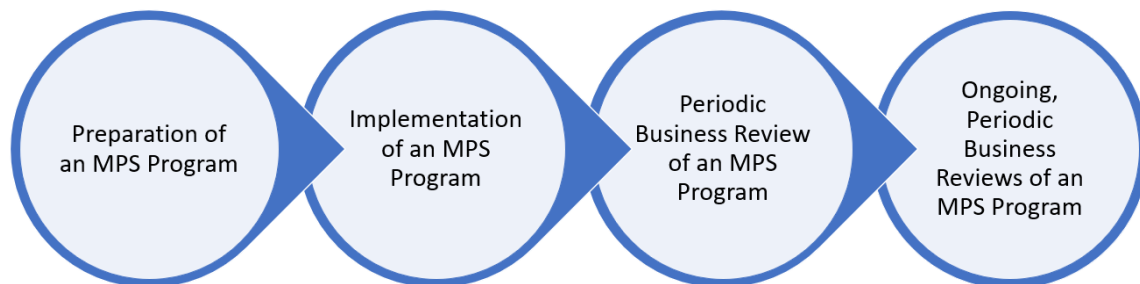 Preparation of
an MPS Program
Implementation
of an MPS
Program
Periodic
Business Review
of an MPS
Program
Ongoing,
Periodic
Business
Reviews of an
MPS Program